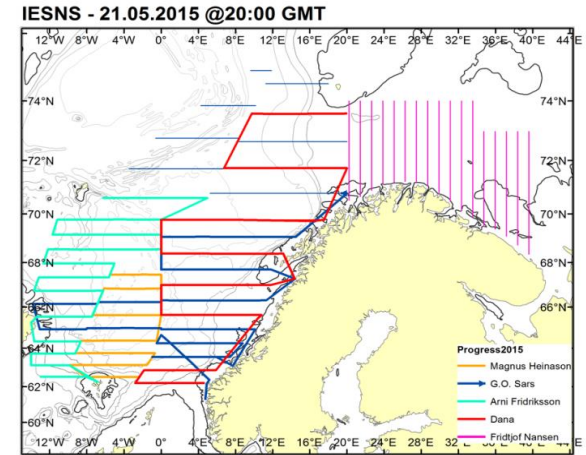 IESNS - 21.05.2015 @20:00 GMT
12°W 8°W 4°W 0°E 4°E 8°E 12°E 16°E 20°E 24°E 28°E 32°E 36°E 40°E 44°E
74°N 74°N
72°N 72°N
70°N 70°N
68°N 68°N
66°N 66°N
64°N 64°N
62°N 62°N
60°N 60°N
Progress2015
Magnus Heinason
G.O. Sars
Arni Fridriksson
Dana
Fridtjof Nansen
12°W 8°W 4°W 0°E 4°E 8°E 12°E 16°E 20°E 24°E 28°E 32°E 36°E 40°E 44°E